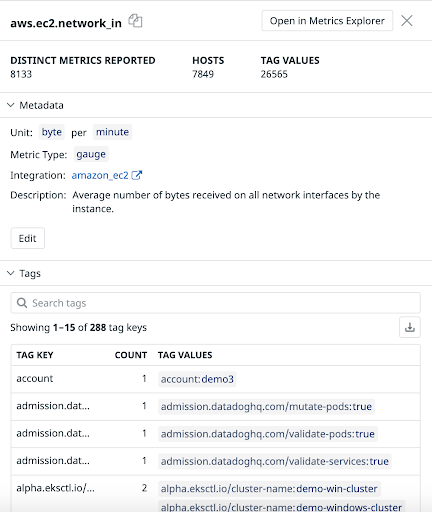 aws.ec2.network_in
Open in Metrics Explorer
DISTINCT METRICS REPORTED HOSTS TAG VALUES
8133 7849 26565
Metadata
Unit: byte per minute
Metric Type: gauge
Integration: amazon_ec2
Description: Average number of bytes received on all network interfaces by the
instance.
Edit
Tags
Search tags
Showing 1–15 of 288 tag keys
TAG KEY COUNT TAG VALUES
account 1 account:demo3
admission.dat... 1 admission.datadoghq.com/mutate-pods:true
admission.dat... 1 admission.datadoghq.com/validate-pods:true
admission.dat... 1 admission.datadoghq.com/validate-services:true
alpha.eksctl.io/... 2 alpha.eksctl.io/cluster-name:demo-win-cluster
alpha.eksctl.io/cluster-name:demo-windows-cluster